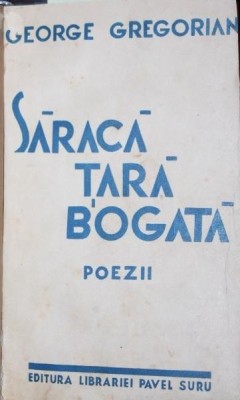 GEORGE GREGORIAN
SĂRACĂ
ȚARĂ
BOGATĂ
POEZII
EDITURA LIBRARIEI PAVEL SURU